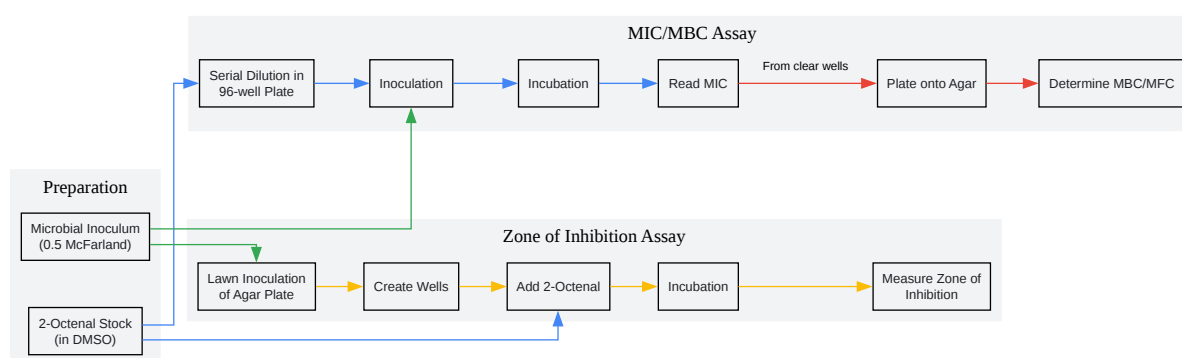 MIC/MBC Assay
Serial Dilution in
96-well Plate
Inoculation
Incubation
Read MIC
From clear wells
Plate onto Agar
Determine MBC/MFC
Preparation
Microbial Inoculum
(0.5 McFarland)
2-Octenal Stock
(in DMSO)
Zone of Inhibition Assay
Lawn Inoculation
of Agar Plate
Create Wells
Add 2-Octenal
Incubation
Measure Zone of
Inhibition